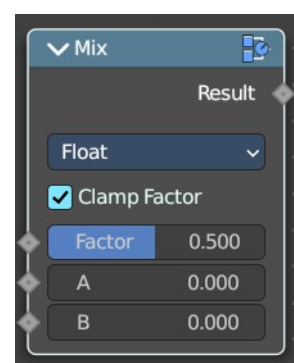 Mix
Result
Float
Clamp Factor
Factor 0.500
A 0.000
B 0.000